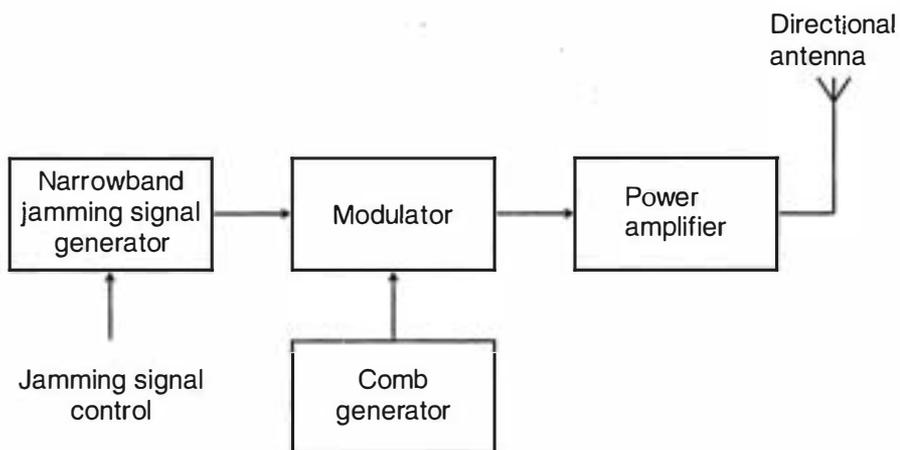 Directional
antenna
Narrowband
jamming signal
generator
Modulator
Power
amplifier
Jamming signal
control
Comb
generator